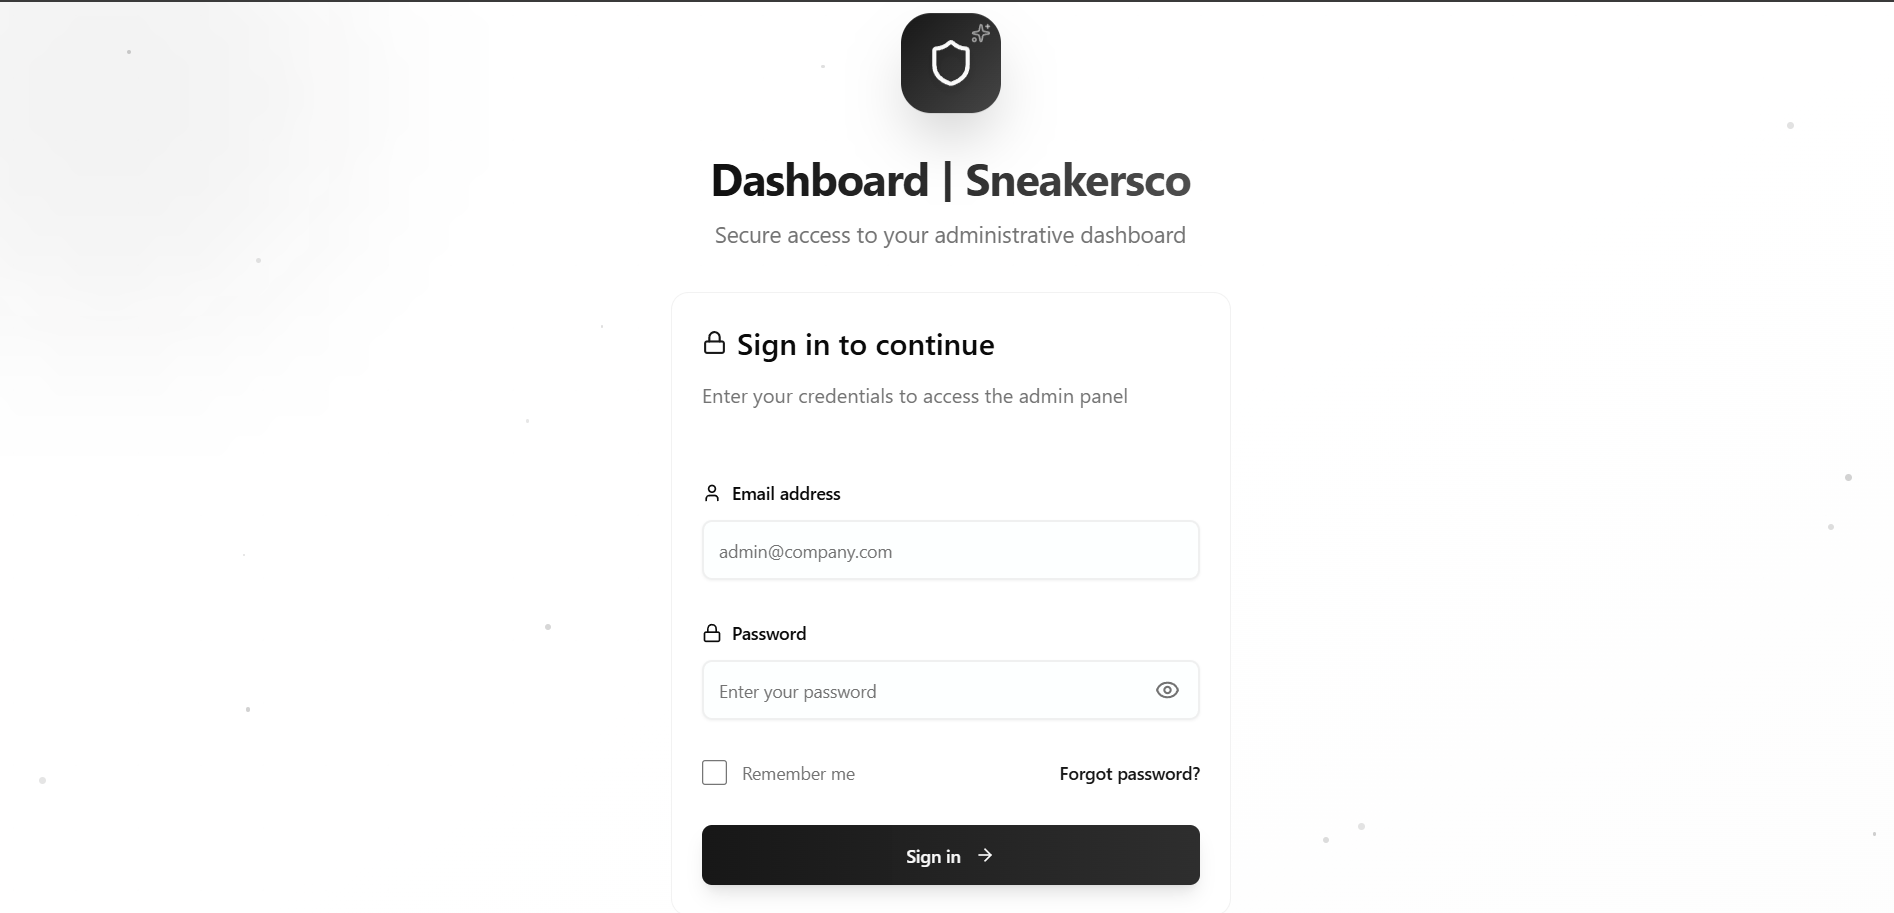 Dashboard | Sneakersco
Secure access to your administrative dashboard
Sign in to continue
Enter your credentials to access the admin panel
Email address
admin@company.com
Password
Enter your password
Remember me
Forgot password?
Sign in